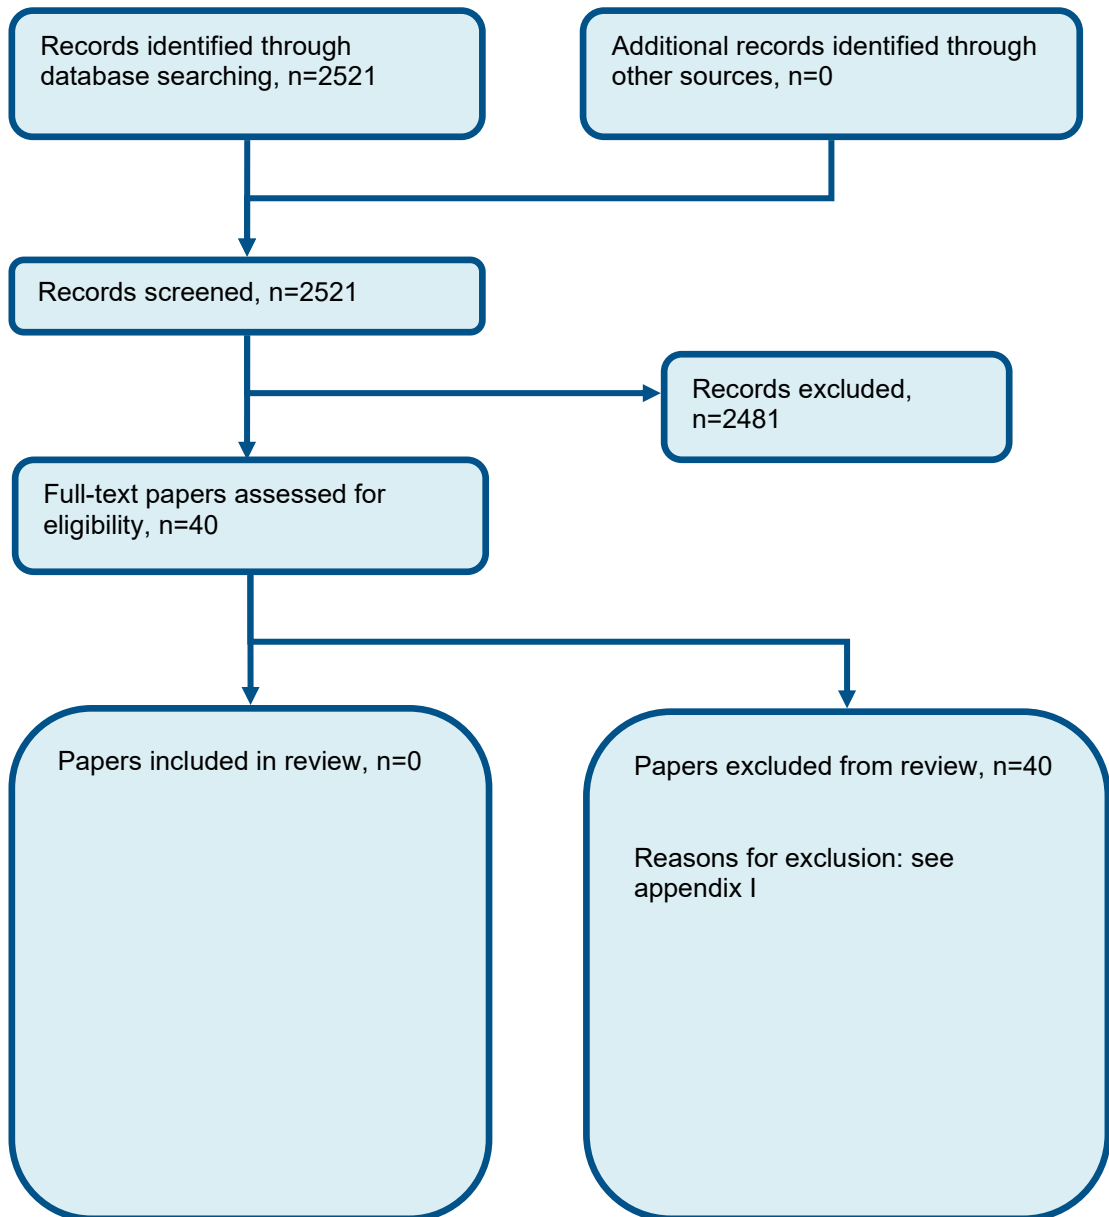 Records identified through
database searching, n=2521
Additional records identified through
other sources, n=0
Records screened, n=2521
Records excluded,
n=2481
Full-text papers assessed for
eligibility, n=40
Papers included in review, n=0
Papers excluded from review, n=40
Reasons for exclusion: see
appendix I